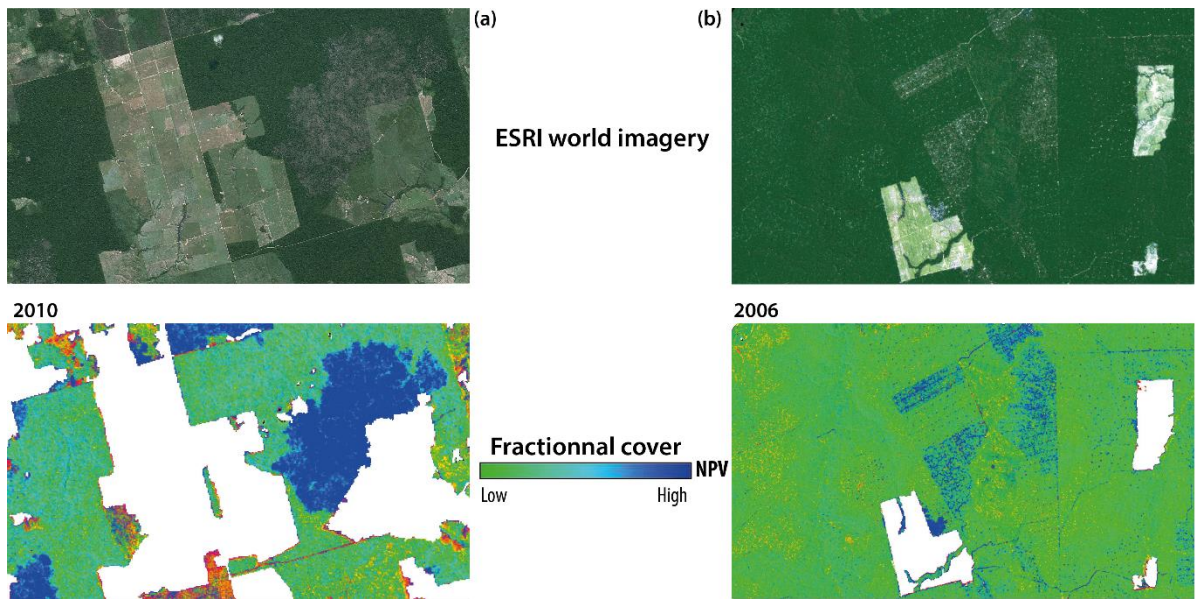 (a)
(b)
ESRI world imagery
2010
2006
Fractionnal cover
NPV
Low
High